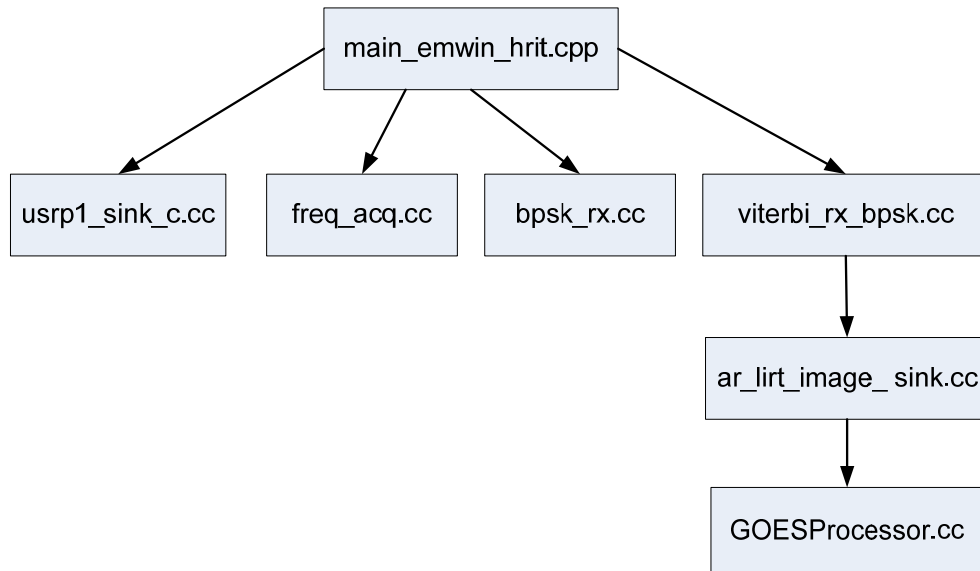 main_emwin_hrit.cpp
usrp1_sink_c.cc
freq_acq.cc
bpsk_rx.cc
viterbi_rx_bpsk.cc
ar_lirt_image_ sink.cc
GOESProcessor.cc